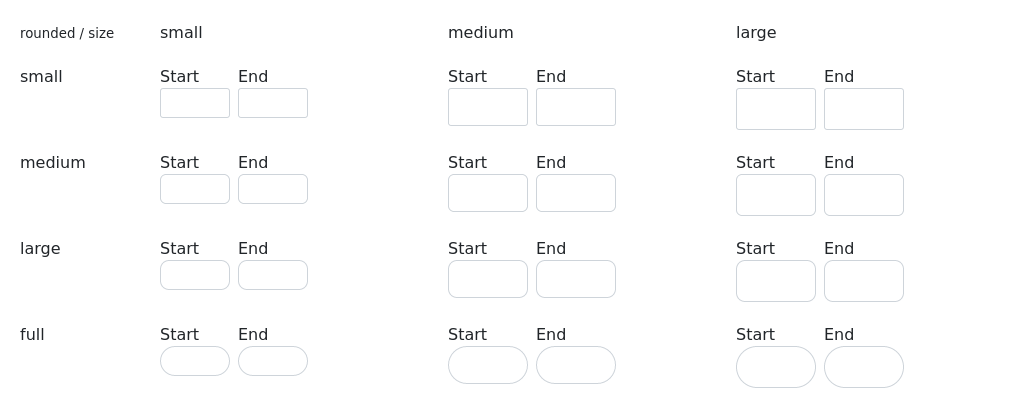 rounded / size small medium large
small Start End Start End Start End
medium Start End Start End Start End
large Start End Start End Start End
full Start End Start End Start End